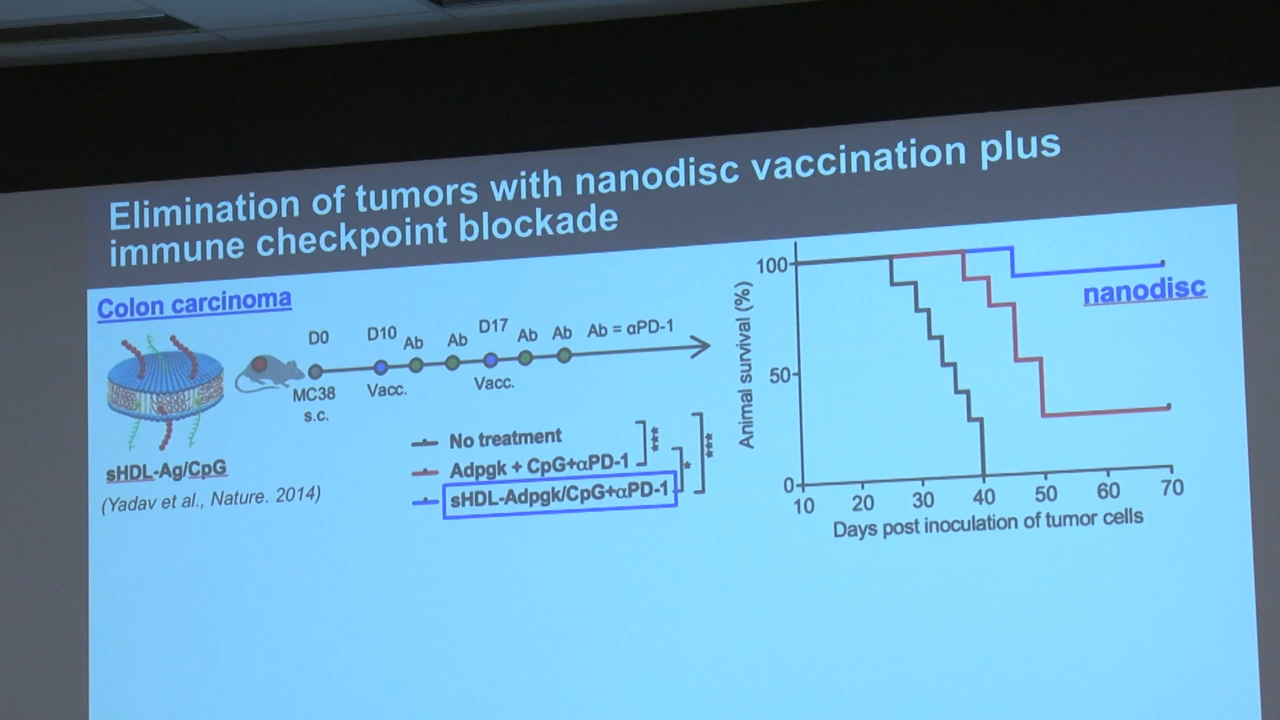 Elimination of tumors with nanodisc vaccination plus
immune checkpoint blockade
Colon carcinoma
D0
D10
Ab
Ab
D17
Ab
Ab
Ab = αPD-1
MC38
s.c.
Vacc.
Vacc.
sHDL-Ag/CpG
(Yadav et al., Nature. 2014)
No treatment
Adpgk + CpG+αPD-1
sHDL-Adpgk/CpG+αPD-1
***
*
***
Animal survival (%)
100
50
0
10 20 30 40 50 60 70
Days post inoculation of tumor cells
nanodisc